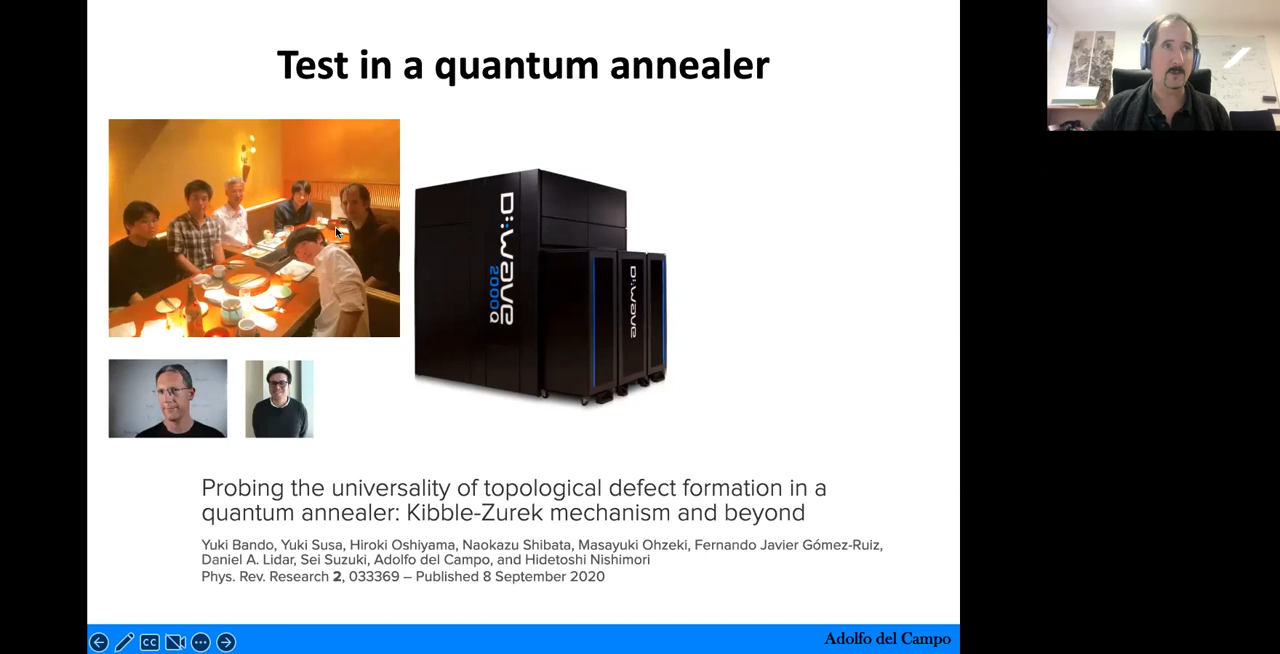 Test in a quantum annealer
D:wave
2000Q
D:wave
Probing the universality of topological defect formation in a
quantum annealer: Kibble-Zurek mechanism and beyond
Yuki Bando, Yuki Susa, Hiroki Oshiyama, Naokazu Shibata, Masayuki Ohzeki, Fernando Javier Gómez-Ruiz,
Daniel A. Lidar, Sei Suzuki, Adolfo del Campo, and Hidetoshi Nishimori
Phys. Rev. Research 2, 033369 – Published 8 September 2020
CC
Adolfo del Campo